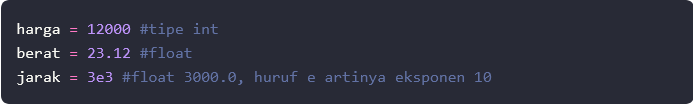 harga = 12000 #tipe int
berat = 23.12 #float
jarak = 3e3 #float 3000.0, huruf e artinya eksponen 10